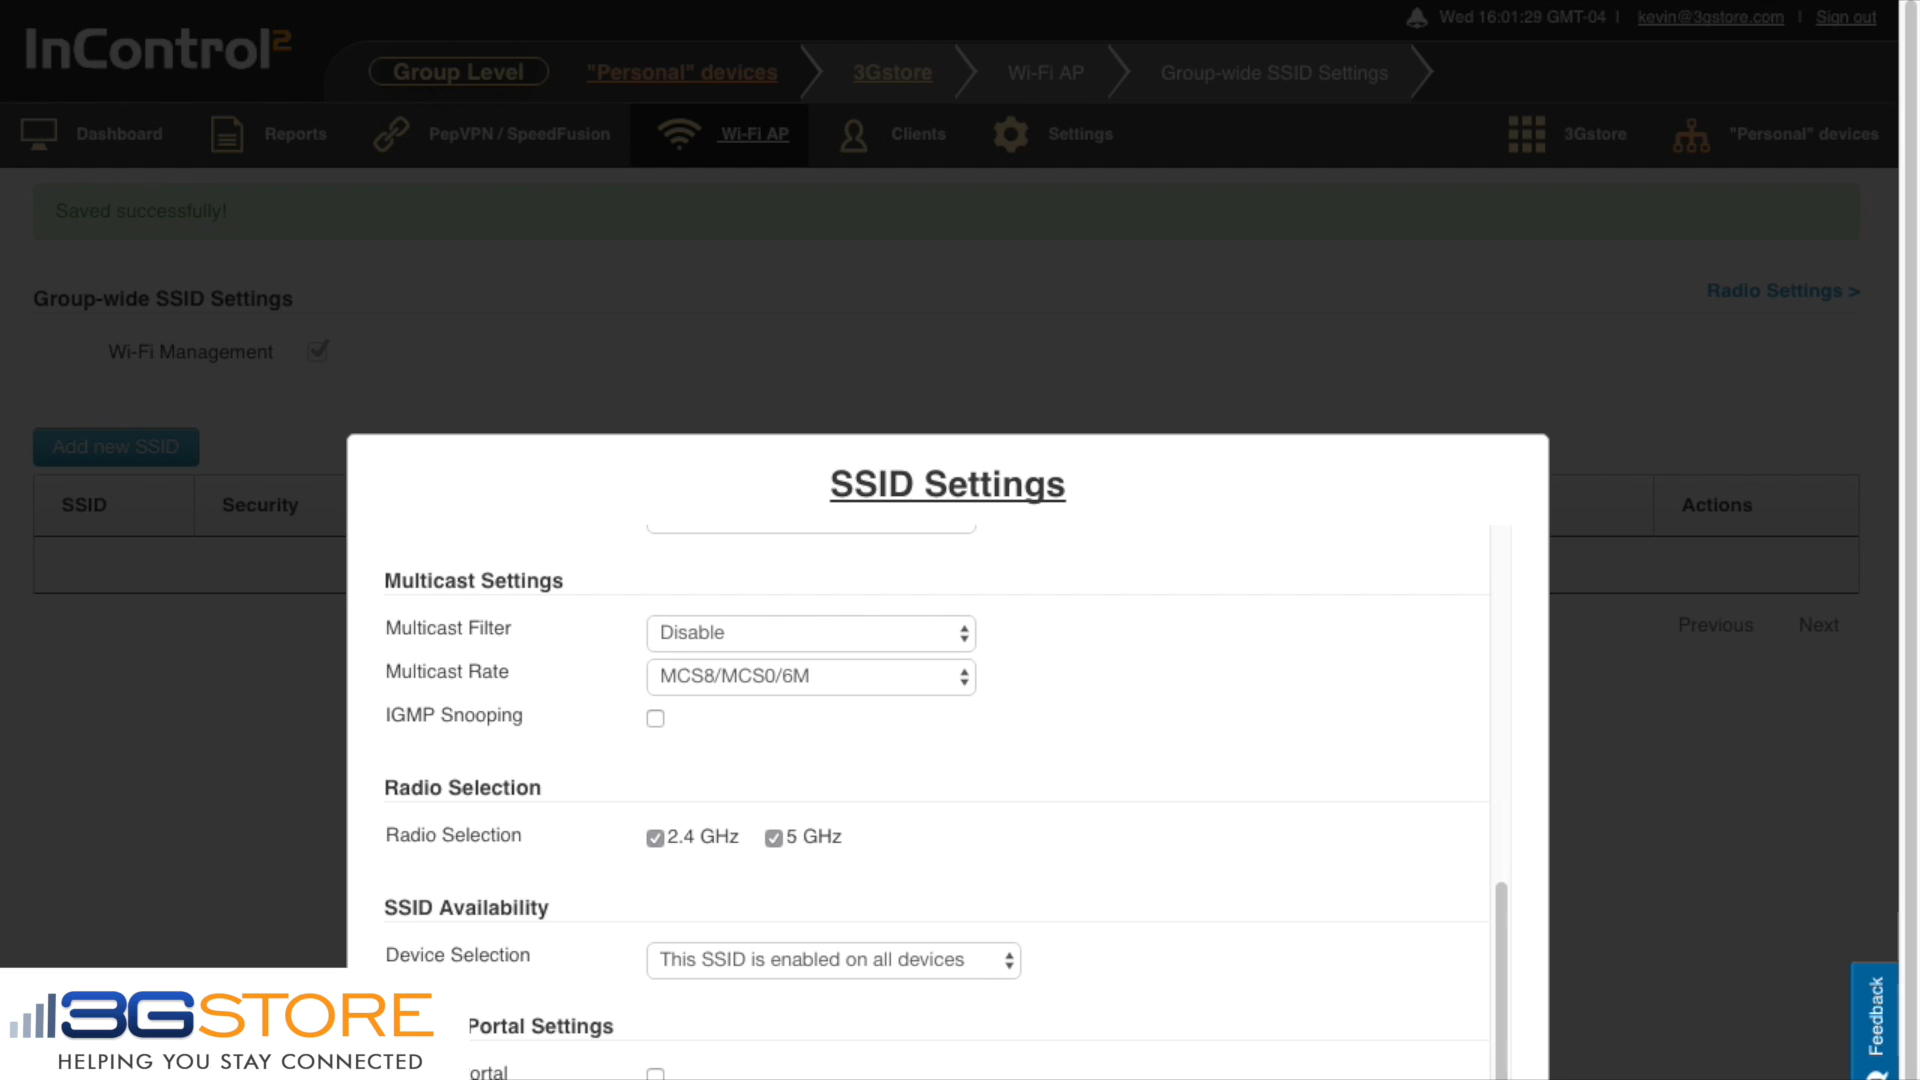 Wed 16:01:29 GMT-04 | kevin@3gstore.com | Sign out
InControl2
Group Level "Personal" devices 3Gstore Wi-Fi AP Group-wide SSID Settings
Dashboard Reports PepVPN / SpeedFusion Wi-Fi AP Clients Settings 3Gstore "Personal" devices
Saved successfully!
Group-wide SSID Settings
Radio Settings >
Wi-Fi Management
Add new SSID
SSID Security Actions
Previous Next
SSID Settings
Multicast Settings
Multicast Filter Disable
Multicast Rate MCS8/MCS0/6M
IGMP Snooping
Radio Selection
Radio Selection 2.4 GHz 5 GHz
SSID Availability
Device Selection This SSID is enabled on all devices
Portal Settings
ortal
3GSTORE
HELPING YOU STAY CONNECTED
Feedback